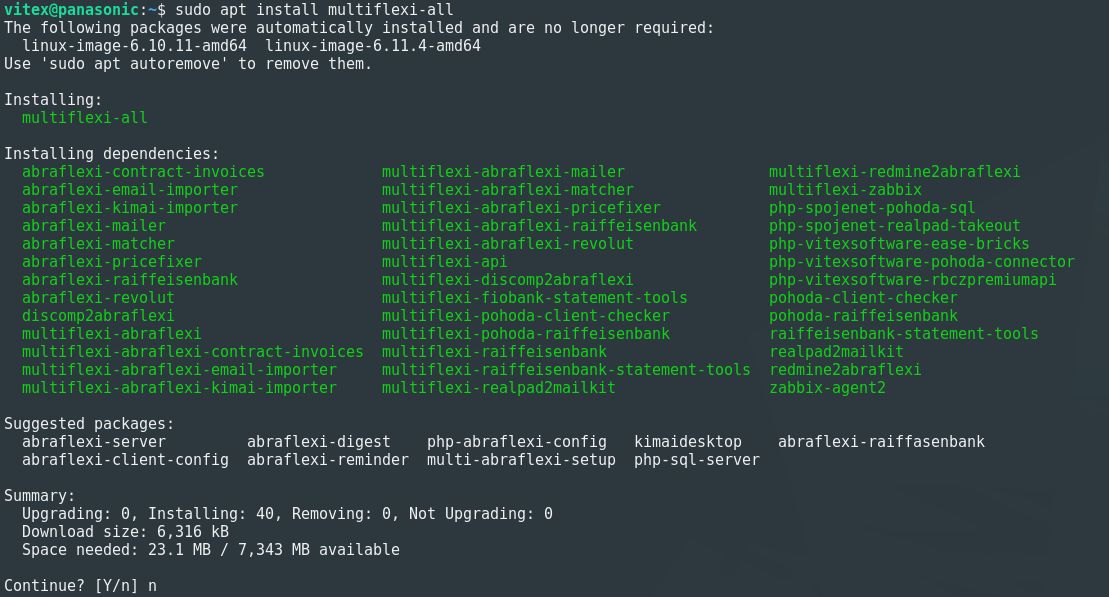 vitex@panasonic:~$ sudo apt install multiflexi-all
The following packages were automatically installed and are no longer required:
  linux-image-6.10.11-amd64  linux-image-6.11.4-amd64
Use 'sudo apt autoremove' to remove them.

Installing:
  multiflexi-all

Installing dependencies:
  abraflexi-contract-invoices             multiflexi-abraflexi-mailer                multiflexi-redmine2abraflexi
  abraflexi-email-importer                multiflexi-abraflexi-matcher               multiflexi-zabbix
  abraflexi-kimai-importer                multiflexi-abraflexi-pricefixer            php-spojenet-pohoda-sql
  abraflexi-mailer                        multiflexi-abraflexi-raiffeisenbank        php-spojenet-realpad-takeout
  abraflexi-matcher                       multiflexi-abraflexi-revolut               php-vitexsoftware-ease-bricks
  abraflexi-pricefixer                    multiflexi-api                             php-vitexsoftware-pohoda-connector
  abraflexi-raiffeisenbank                multiflexi-discomp2abraflexi               php-vitexsoftware-rbczpremiumapi
  abraflexi-revolut                       multiflexi-fiobank-statement-tools         pohoda-client-checker
  discomp2abraflexi                       multiflexi-pohoda-client-checker           pohoda-raiffeisenbank
  multiflexi-abraflexi                    multiflexi-pohoda-raiffeisenbank           raiffeisenbank-statement-tools
  multiflexi-abraflexi-contract-invoices  multiflexi-raiffeisenbank                  realpad2mailkit
  multiflexi-abraflexi-email-importer     multiflexi-raiffeisenbank-statement-tools  redmine2abraflexi
  multiflexi-abraflexi-kimai-importer     multiflexi-realpad2mailkit                 zabbix-agent2

Suggested packages:
  abraflexi-server         abraflexi-digest    php-abraflexi-config   kimaidesktop    abraflexi-raiffasenbank
  abraflexi-client-config  abraflexi-reminder  multi-abraflexi-setup  php-sql-server

Summary:
  Upgrading: 0, Installing: 40, Removing: 0, Not Upgrading: 0
  Download size: 6,316 kB
  Space needed: 23.1 MB / 7,343 MB available

Continue? [Y/n] n